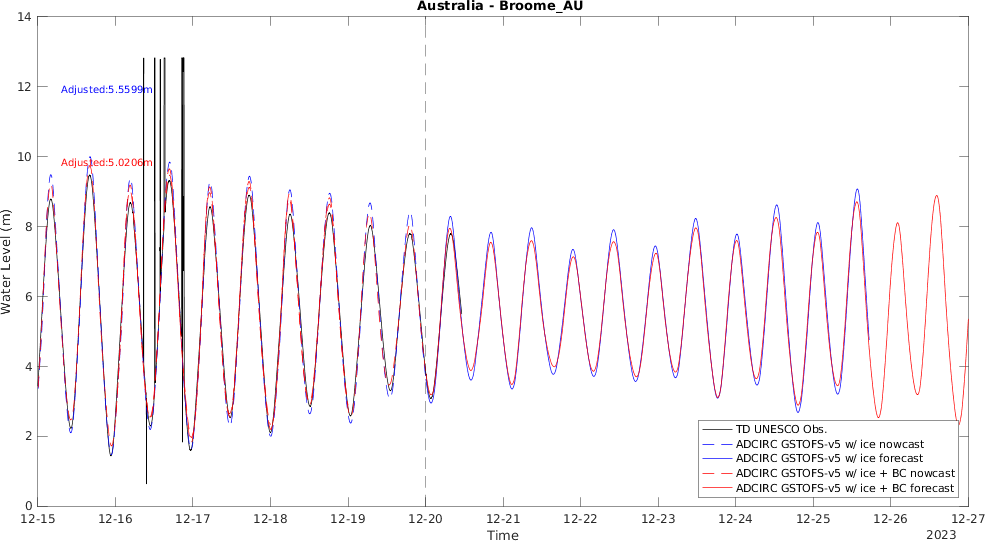 Australia - Broome_AU
14
12
10
8
6
4
2
0
Water Level (m)
Adjusted:5.5599m
Adjusted:5.0206m
TD UNESCO Obs.
ADCIRC GSTOFS-v5 w/ ice nowcast
ADCIRC GSTOFS-v5 w/ ice forecast
ADCIRC GSTOFS-v5 w/ ice + BC nowcast
ADCIRC GSTOFS-v5 w/ ice + BC forecast
12-15 12-16 12-17 12-18 12-19 12-20 12-21 12-22 12-23 12-24 12-25 12-26 12-27
Time
2023